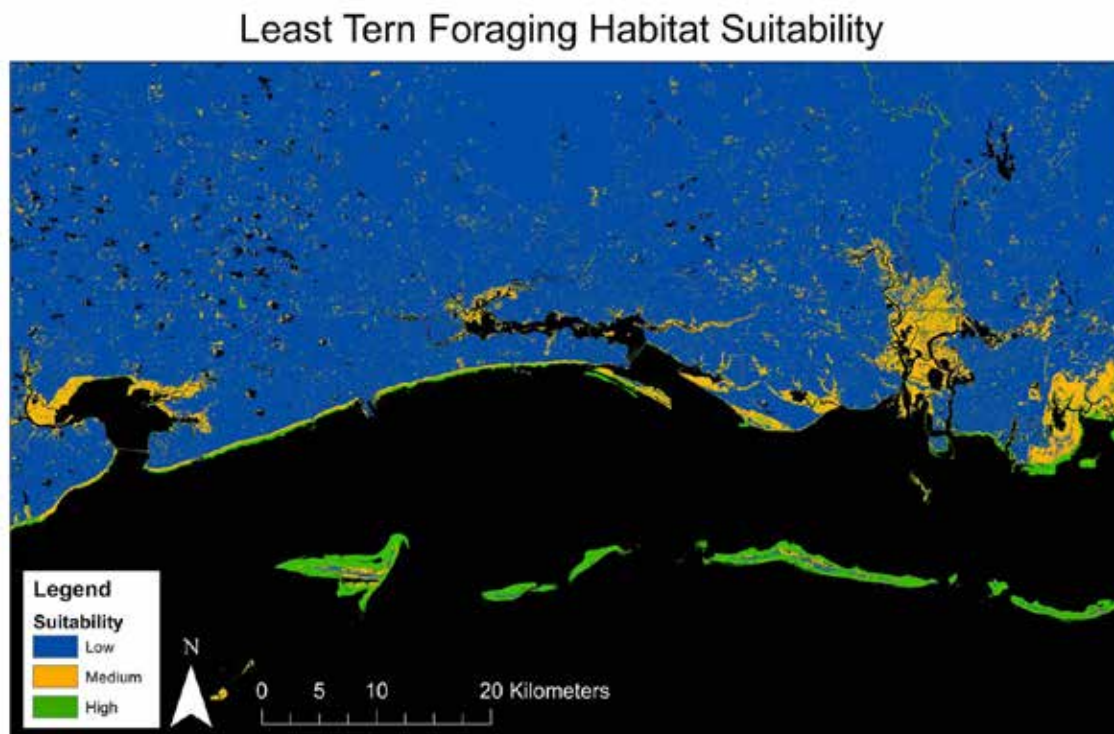 Least Tern Foraging Habitat Suitability
Legend
Suitability
Low
Medium
High
N
0 5 10 20 Kilometers